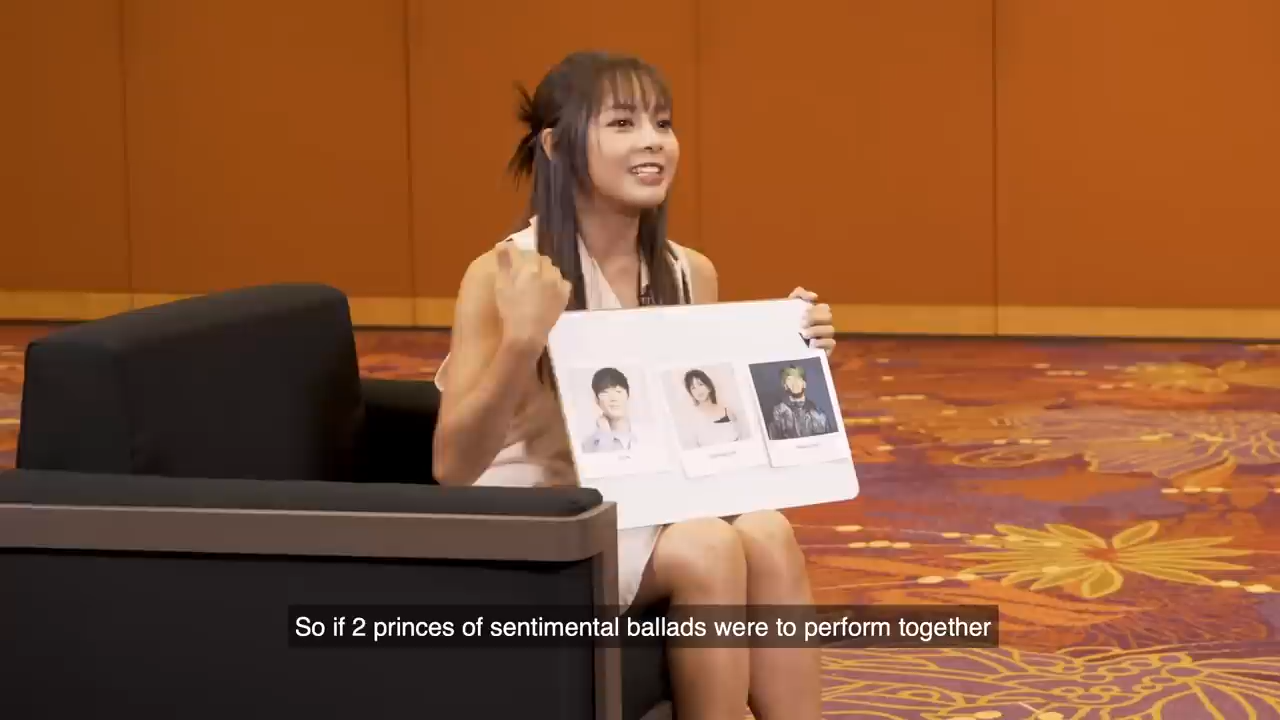 So if 2 princes of sentimental ballads were to perform together